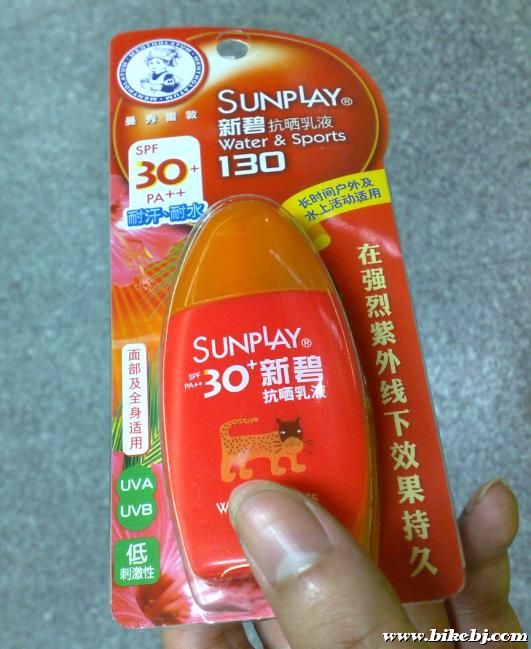 MENTHOLATUM
曼秀雷敦
SUNPLAY®
新碧抗晒乳液
Water & Sports
130
SPF
30+
PA++
耐汗、耐水
长时间户外及
水上活动适用
在强烈紫外线下效果持久
SUNPLAY®
SPF
PA++
30+
新碧
抗晒乳液
面部及全身适用
UVA
UVB
低
刺激性
www.bikebj.com